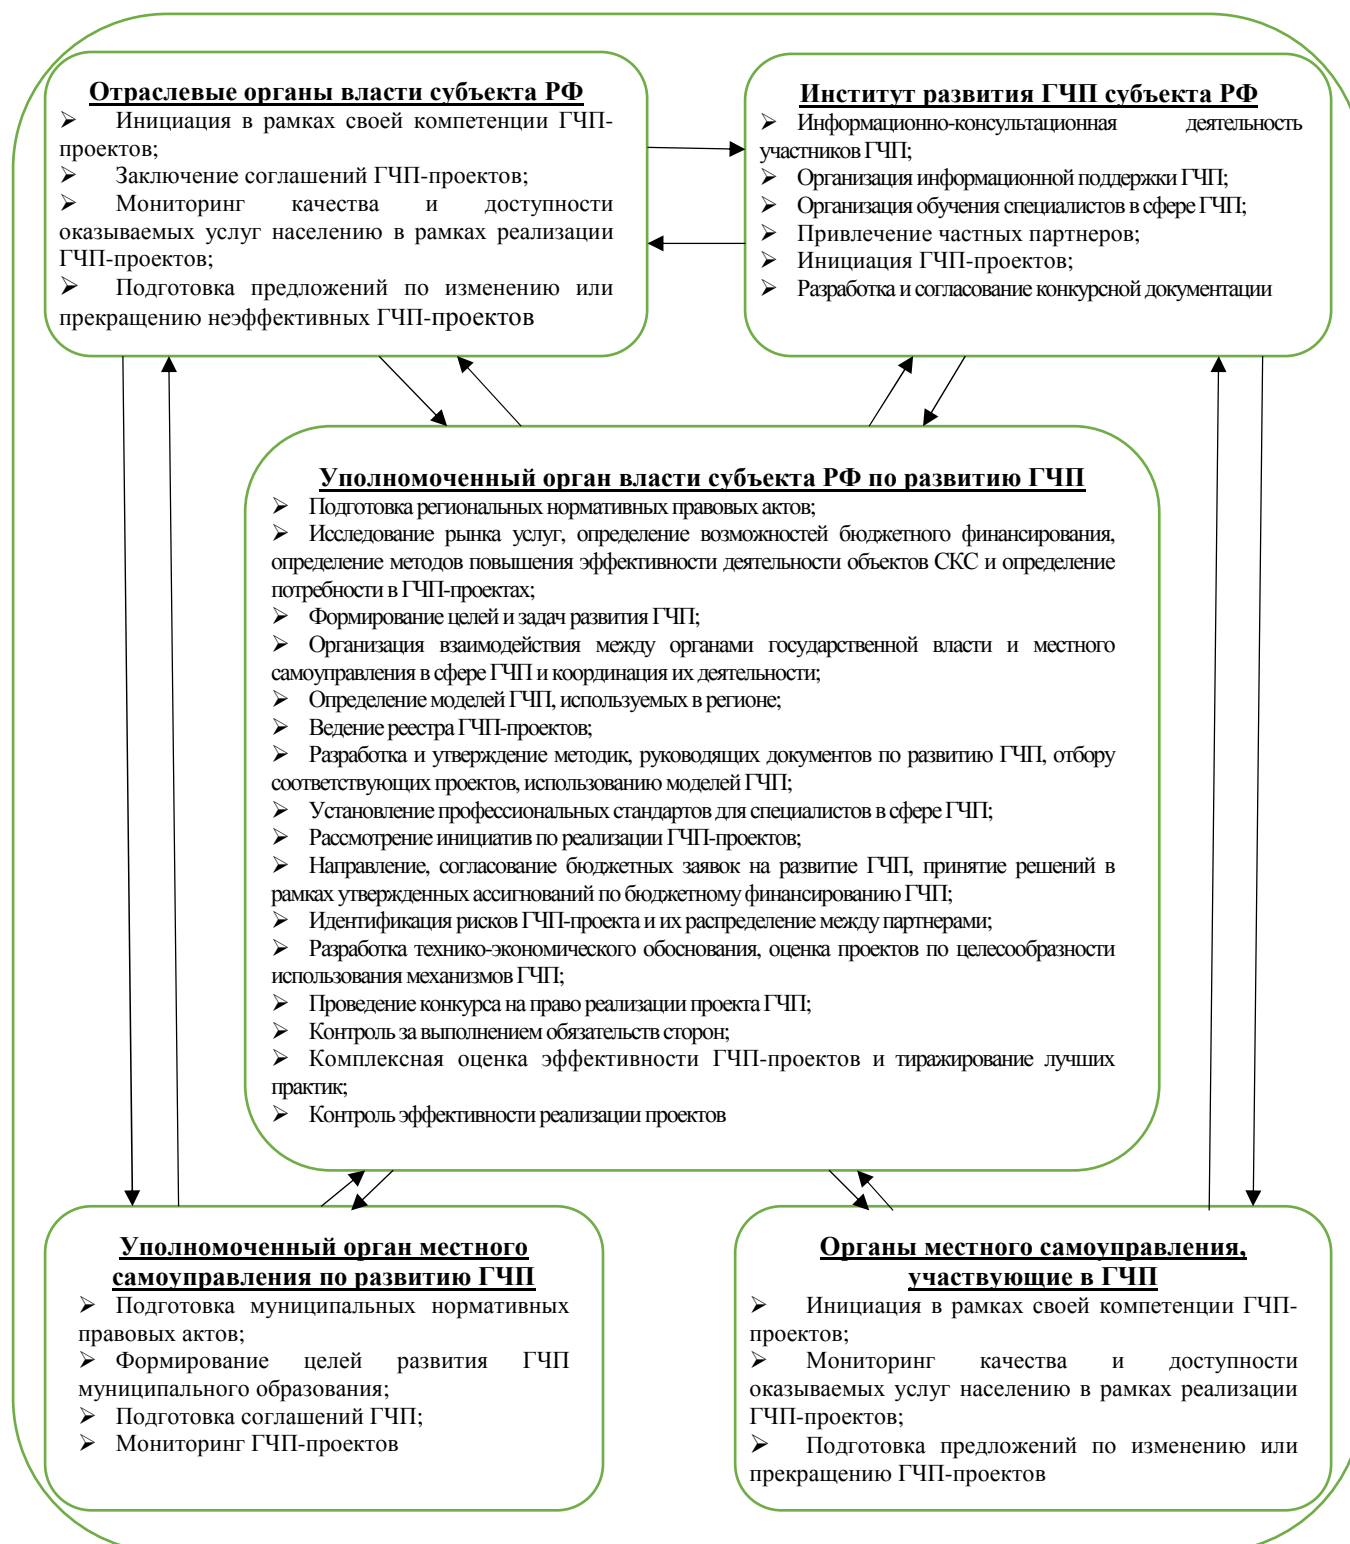 Отраслевые органы власти субъекта РФ
➢ Инициация в рамках своей компетенции ГЧП-
проектов;
➢ Заключение соглашений ГЧП-проектов;
➢ Мониторинг качества и доступности
оказываемых услуг населению в рамках реализации
ГЧП-проектов;
➢ Подготовка предложений по изменению или
прекращению неэффективных ГЧП-проектов
Институт развития ГЧП субъекта РФ
➢ Информационно-консультационная деятельность
участников ГЧП;
➢ Организация информационной поддержки ГЧП;
➢ Организация обучения специалистов в сфере ГЧП;
➢ Привлечение частных партнеров;
➢ Инициация ГЧП-проектов;
➢ Разработка и согласование конкурсной документации
Уполномоченный орган власти субъекта РФ по развитию ГЧП
➢ Подготовка региональных нормативных правовых актов;
➢ Исследование рынка услуг, определение возможностей бюджетного финансирования,
определение методов повышения эффективности деятельности объектов СКС и определение
потребности в ГЧП-проектах;
➢ Формирование целей и задач развития ГЧП;
➢ Организация взаимодействия между органами государственной власти и местного
самоуправления в сфере ГЧП и координация их деятельности;
➢ Определение моделей ГЧП, используемых в регионе;
➢ Ведение реестра ГЧП-проектов;
➢ Разработка и утверждение методик, руководящих документов по развитию ГЧП, отбору
соответствующих проектов, использованию моделей ГЧП;
➢ Установление профессиональных стандартов для специалистов в сфере ГЧП;
➢ Рассмотрение инициатив по реализации ГЧП-проектов;
➢ Направление, согласование бюджетных заявок на развитие ГЧП, принятие решений в
рамках утвержденных ассигнований по бюджетному финансированию ГЧП;
➢ Идентификация рисков ГЧП-проекта и их распределение между партнерами;
➢ Разработка технико-экономического обоснования, оценка проектов по целесообразности
использования механизмов ГЧП;
➢ Проведение конкурса на право реализации проекта ГЧП;
➢ Контроль за выполнением обязательств сторон;
➢ Комплексная оценка эффективности ГЧП-проектов и тиражирование лучших
практик;
➢ Контроль эффективности реализации проектов
Уполномоченный орган местного
самоуправления по развитию ГЧП
➢ Подготовка муниципальных нормативных
правовых актов;
➢ Формирование целей развития ГЧП
муниципального образования;
➢ Подготовка соглашений ГЧП;
➢ Мониторинг ГЧП-проектов
Органы местного самоуправления,
участвующие в ГЧП
➢ Инициация в рамках своей компетенции ГЧП-
проектов;
➢ Мониторинг качества и доступности
оказываемых услуг населению в рамках реализации
ГЧП-проектов;
➢ Подготовка предложений по изменению или
прекращению ГЧП-проектов